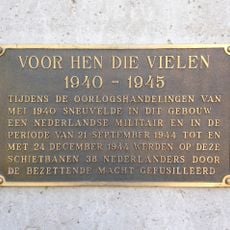 VOOR HEN DIE VIELEN
1940 - 1945
TIJDENS DE OORLOGSHANDELINGEN VAN
MEI 1940 SNEUVELDE IN DIT GEBOUW
EEN NEDERLANDSE MILITAIR EN IN DE
PERIODE VAN 21 SEPTEMBER 1944 TOT EN
MET 24 DECEMBER 1944 WERDEN OP DEZE
SCHIETBANEN 38 NEDERLANDERS DOOR
DE BEZETTENDE MACHT GEFUSILLEERD